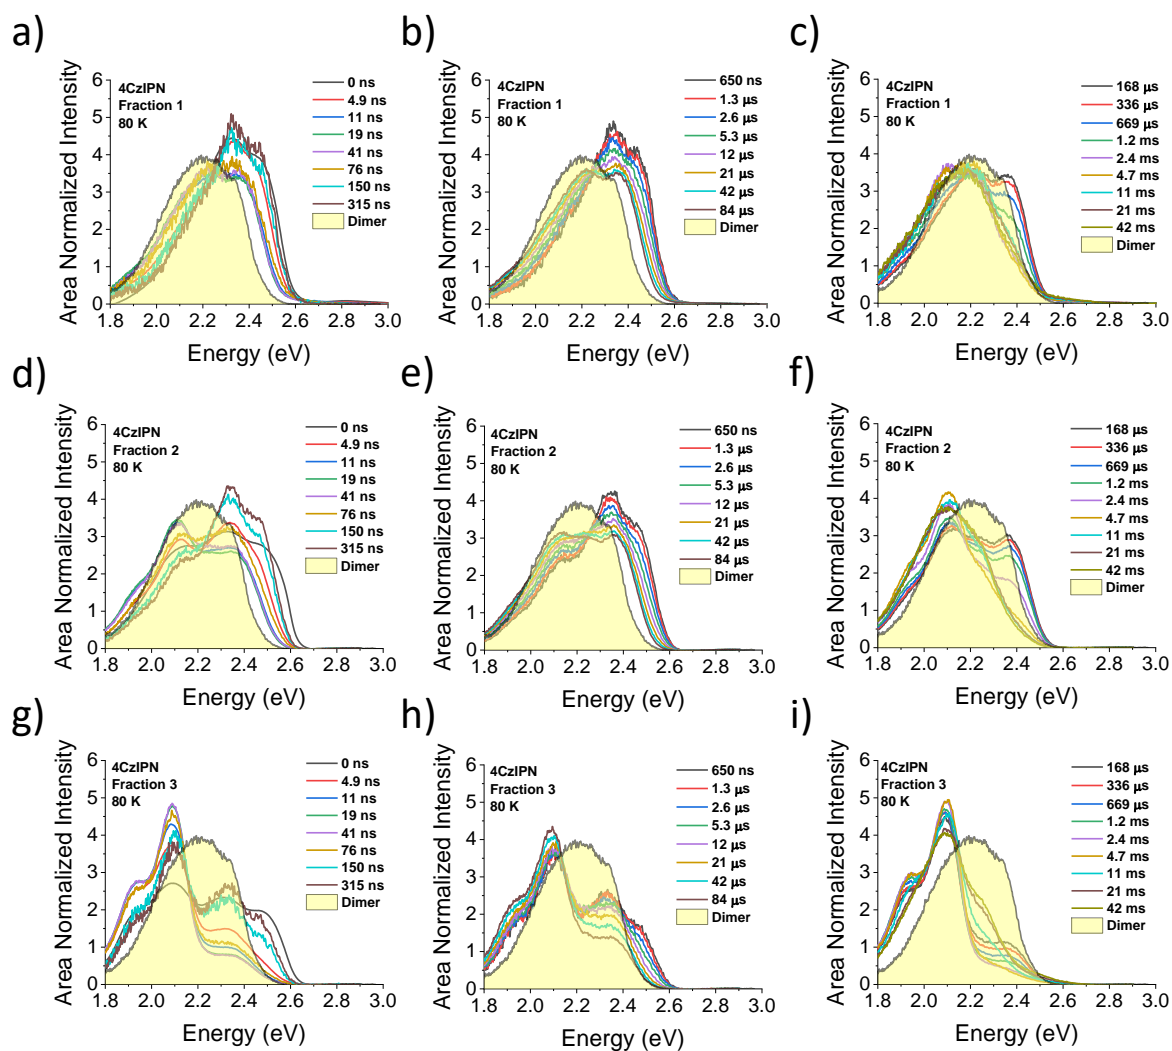 a)
Area Normalized Intensity
6
5
4
3
2
1
0
4CzIPN
Fraction 1
80 K
0 ns
4.9 ns
11 ns
19 ns
41 ns
76 ns
150 ns
315 ns
Dimer
1.8 2.0 2.2 2.4 2.6 2.8 3.0
Energy (eV)
b)
Area Normalized Intensity
6
5
4
3
2
1
0
4CzIPN
Fraction 1
80 K
650 ns
1.3 µs
2.6 µs
5.3 µs
12 µs
21 µs
42 µs
84 µs
Dimer
1.8 2.0 2.2 2.4 2.6 2.8 3.0
Energy (eV)
c)
Area Normalized Intensity
6
5
4
3
2
1
0
4CzIPN
Fraction 1
80 K
168 µs
336 µs
669 µs
1.2 ms
2.4 ms
4.7 ms
11 ms
21 ms
42 ms
Dimer
1.8 2.0 2.2 2.4 2.6 2.8 3.0
Energy (eV)
d)
Area Normalized Intensity
6
5
4
3
2
1
0
4CzIPN
Fraction 2
80 K
0 ns
4.9 ns
11 ns
19 ns
41 ns
76 ns
150 ns
315 ns
Dimer
1.8 2.0 2.2 2.4 2.6 2.8 3.0
Energy (eV)
e)
Area Normalized Intensity
6
5
4
3
2
1
0
4CzIPN
Fraction 2
80 K
650 ns
1.3 µs
2.6 µs
5.3 µs
12 µs
21 µs
42 µs
84 µs
Dimer
1.8 2.0 2.2 2.4 2.6 2.8 3.0
Energy (eV)
f)
Area Normalized Intensity
6
5
4
3
2
1
0
4CzIPN
Fraction 2
80 K
168 µs
336 µs
669 µs
1.2 ms
2.4 ms
4.7 ms
11 ms
21 ms
42 ms
Dimer
1.8 2.0 2.2 2.4 2.6 2.8 3.0
Energy (eV)
g)
Area Normalized Intensity
6
5
4
3
2
1
0
4CzIPN
Fraction 3
80 K
0 ns
4.9 ns
11 ns
19 ns
41 ns
76 ns
150 ns
315 ns
Dimer
1.8 2.0 2.2 2.4 2.6 2.8 3.0
Energy (eV)
h)
Area Normalized Intensity
6
5
4
3
2
1
0
4CzIPN
Fraction 3
80 K
650 ns
1.3 µs
2.6 µs
5.3 µs
12 µs
21 µs
42 µs
84 µs
Dimer
1.8 2.0 2.2 2.4 2.6 2.8 3.0
Energy (eV)
i)
Area Normalized Intensity
6
5
4
3
2
1
0
4CzIPN
Fraction 3
80 K
168 µs
336 µs
669 µs
1.2 ms
2.4 ms
4.7 ms
11 ms
21 ms
42 ms
Dimer
1.8 2.0 2.2 2.4 2.6 2.8 3.0
Energy (eV)